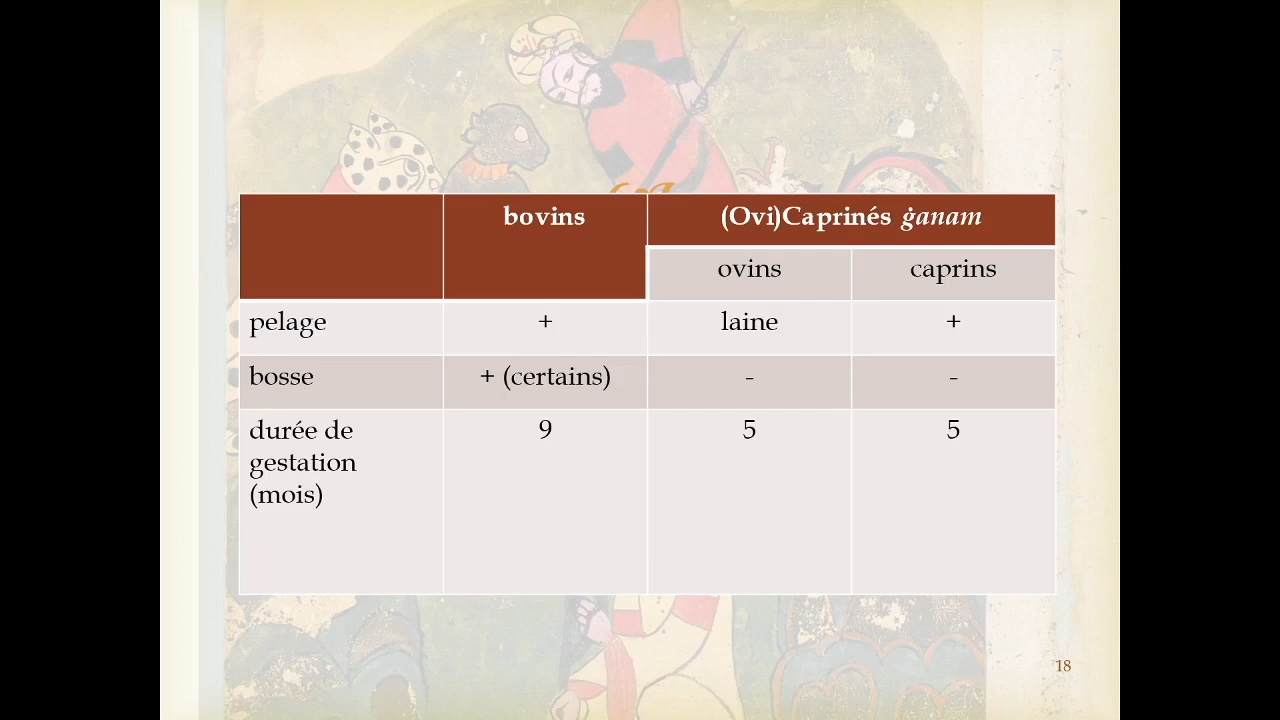 bovins (Ovi)Caprinés ġanam
ovins caprins
pelage + laine +
bosse + (certains) - -
durée de 9 5 5
gestation
(mois)
18